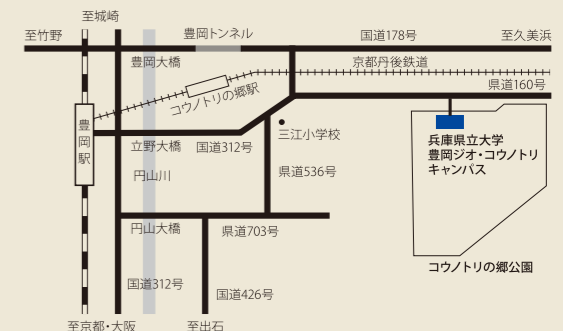 至城崎
至竹野
豊岡トンネル
国道178号
至久美浜
豊岡大橋
京都丹後鉄道
県道160号
コウノトリの郷駅
豊岡駅
三江小学校
立野大橋
国道312号
兵庫県立大学
豊岡ジオ・コウノトリ
キャンパス
円山川
県道536号
円山大橋
県道703号
コウノトリの郷公園
国道312号
国道426号
至京都・大阪
至出石